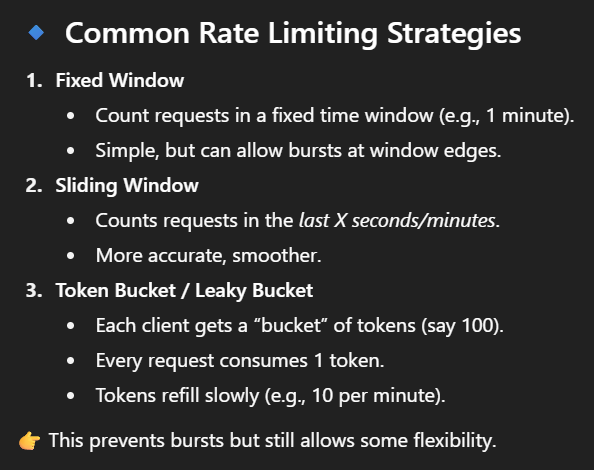 🔹 Common Rate Limiting Strategies
1. Fixed Window
• Count requests in a fixed time window (e.g., 1 minute).
• Simple, but can allow bursts at window edges.
2. Sliding Window
• Counts requests in the last X seconds/minutes.
• More accurate, smoother.
3. Token Bucket / Leaky Bucket
• Each client gets a “bucket” of tokens (say 100).
• Every request consumes 1 token.
• Tokens refill slowly (e.g., 10 per minute).
👉 This prevents bursts but still allows some flexibility.